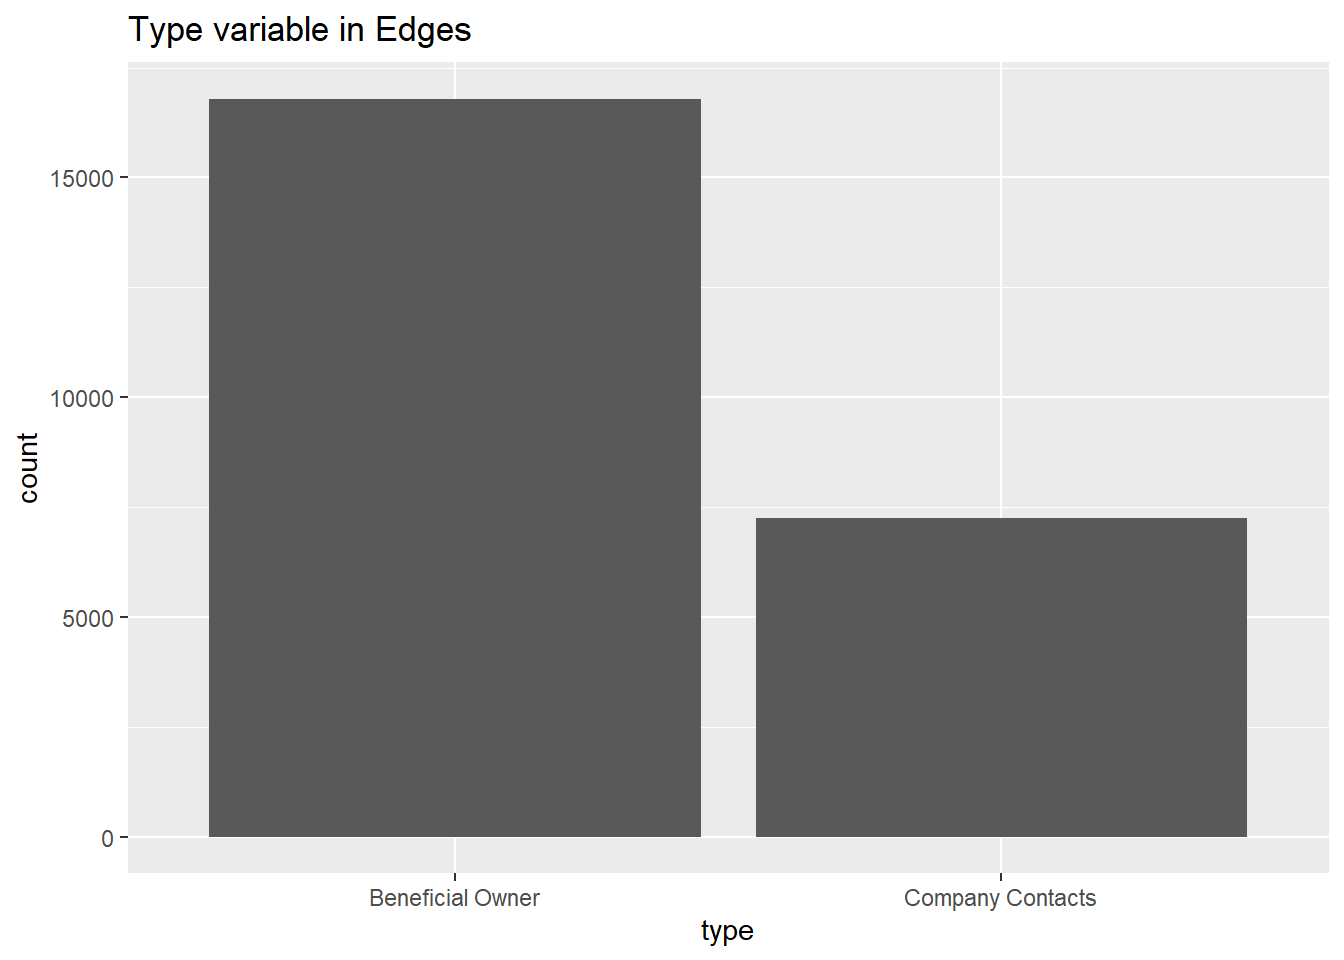 Type variable in Edges
15000
10000
5000
0
count
Beneficial Owner
Company Contacts
type